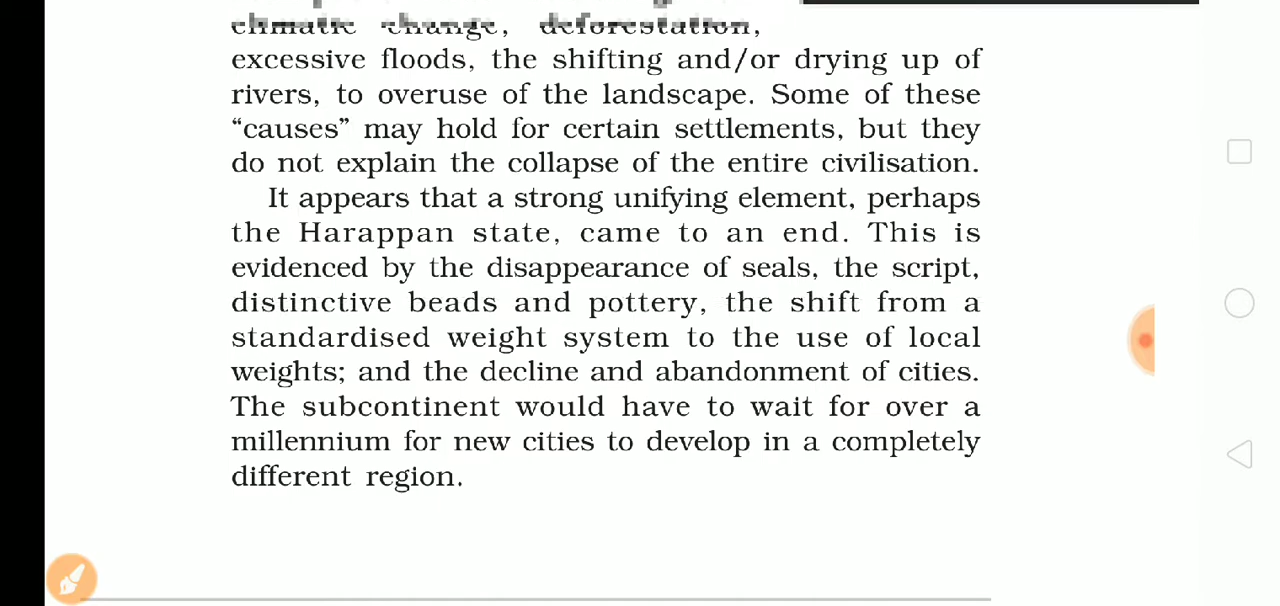 climatic change, deforestation,
excessive floods, the shifting and/or drying up of
rivers, to overuse of the landscape. Some of these
“causes” may hold for certain settlements, but they
do not explain the collapse of the entire civilisation.
It appears that a strong unifying element, perhaps
the Harappan state, came to an end. This is
evidenced by the disappearance of seals, the script,
distinctive beads and pottery, the shift from a
standardised weight system to the use of local
weights; and the decline and abandonment of cities.
The subcontinent would have to wait for over a
millennium for new cities to develop in a completely
different region.